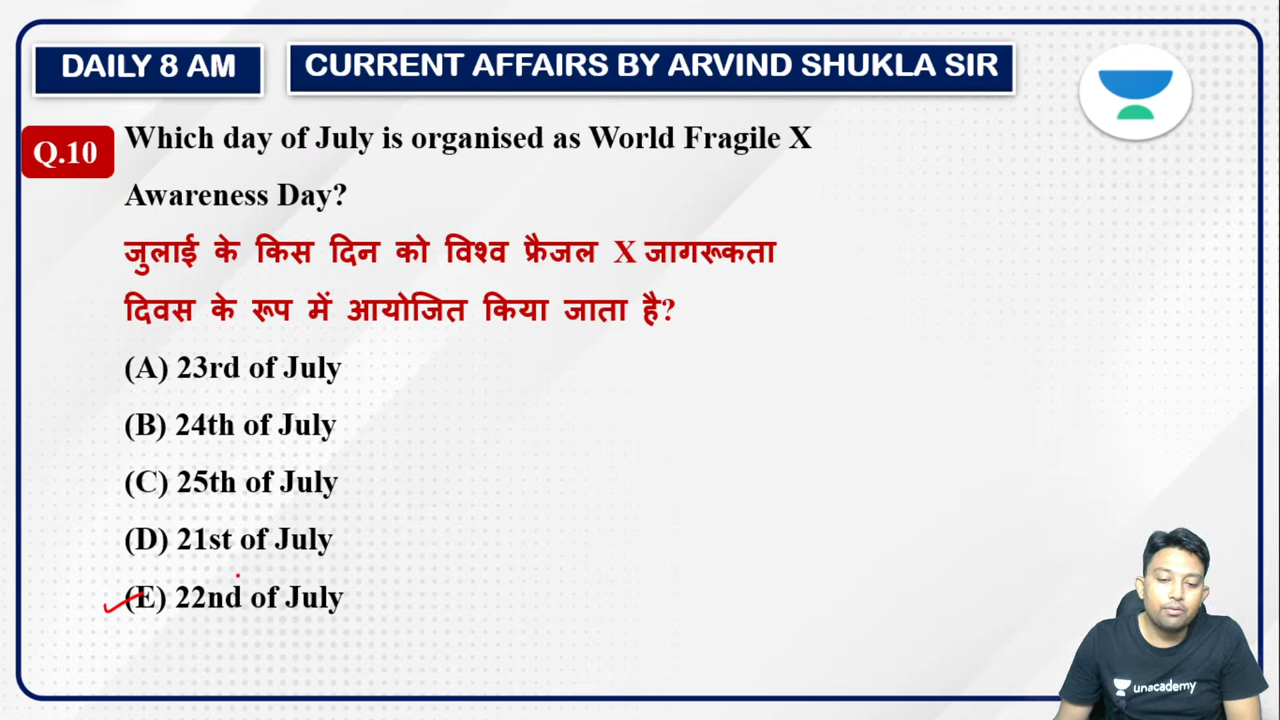 DAILY 8 AM
CURRENT AFFAIRS BY ARVIND SHUKLA SIR
Q.10
Which day of July is organised as World Fragile X
Awareness Day?
जुलाई के किस दिन को विश्व फ्रैजल X जागरूकता
दिवस के रूप में आयोजित किया जाता है?
(A) 23rd of July
(B) 24th of July
(C) 25th of July
(D) 21st of July
(E) 22nd of July
unacademy